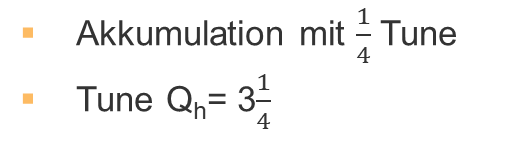 ▪ Akkumulation mit 1/4 Tune
▪ Tune Qₕ= 3 1/4